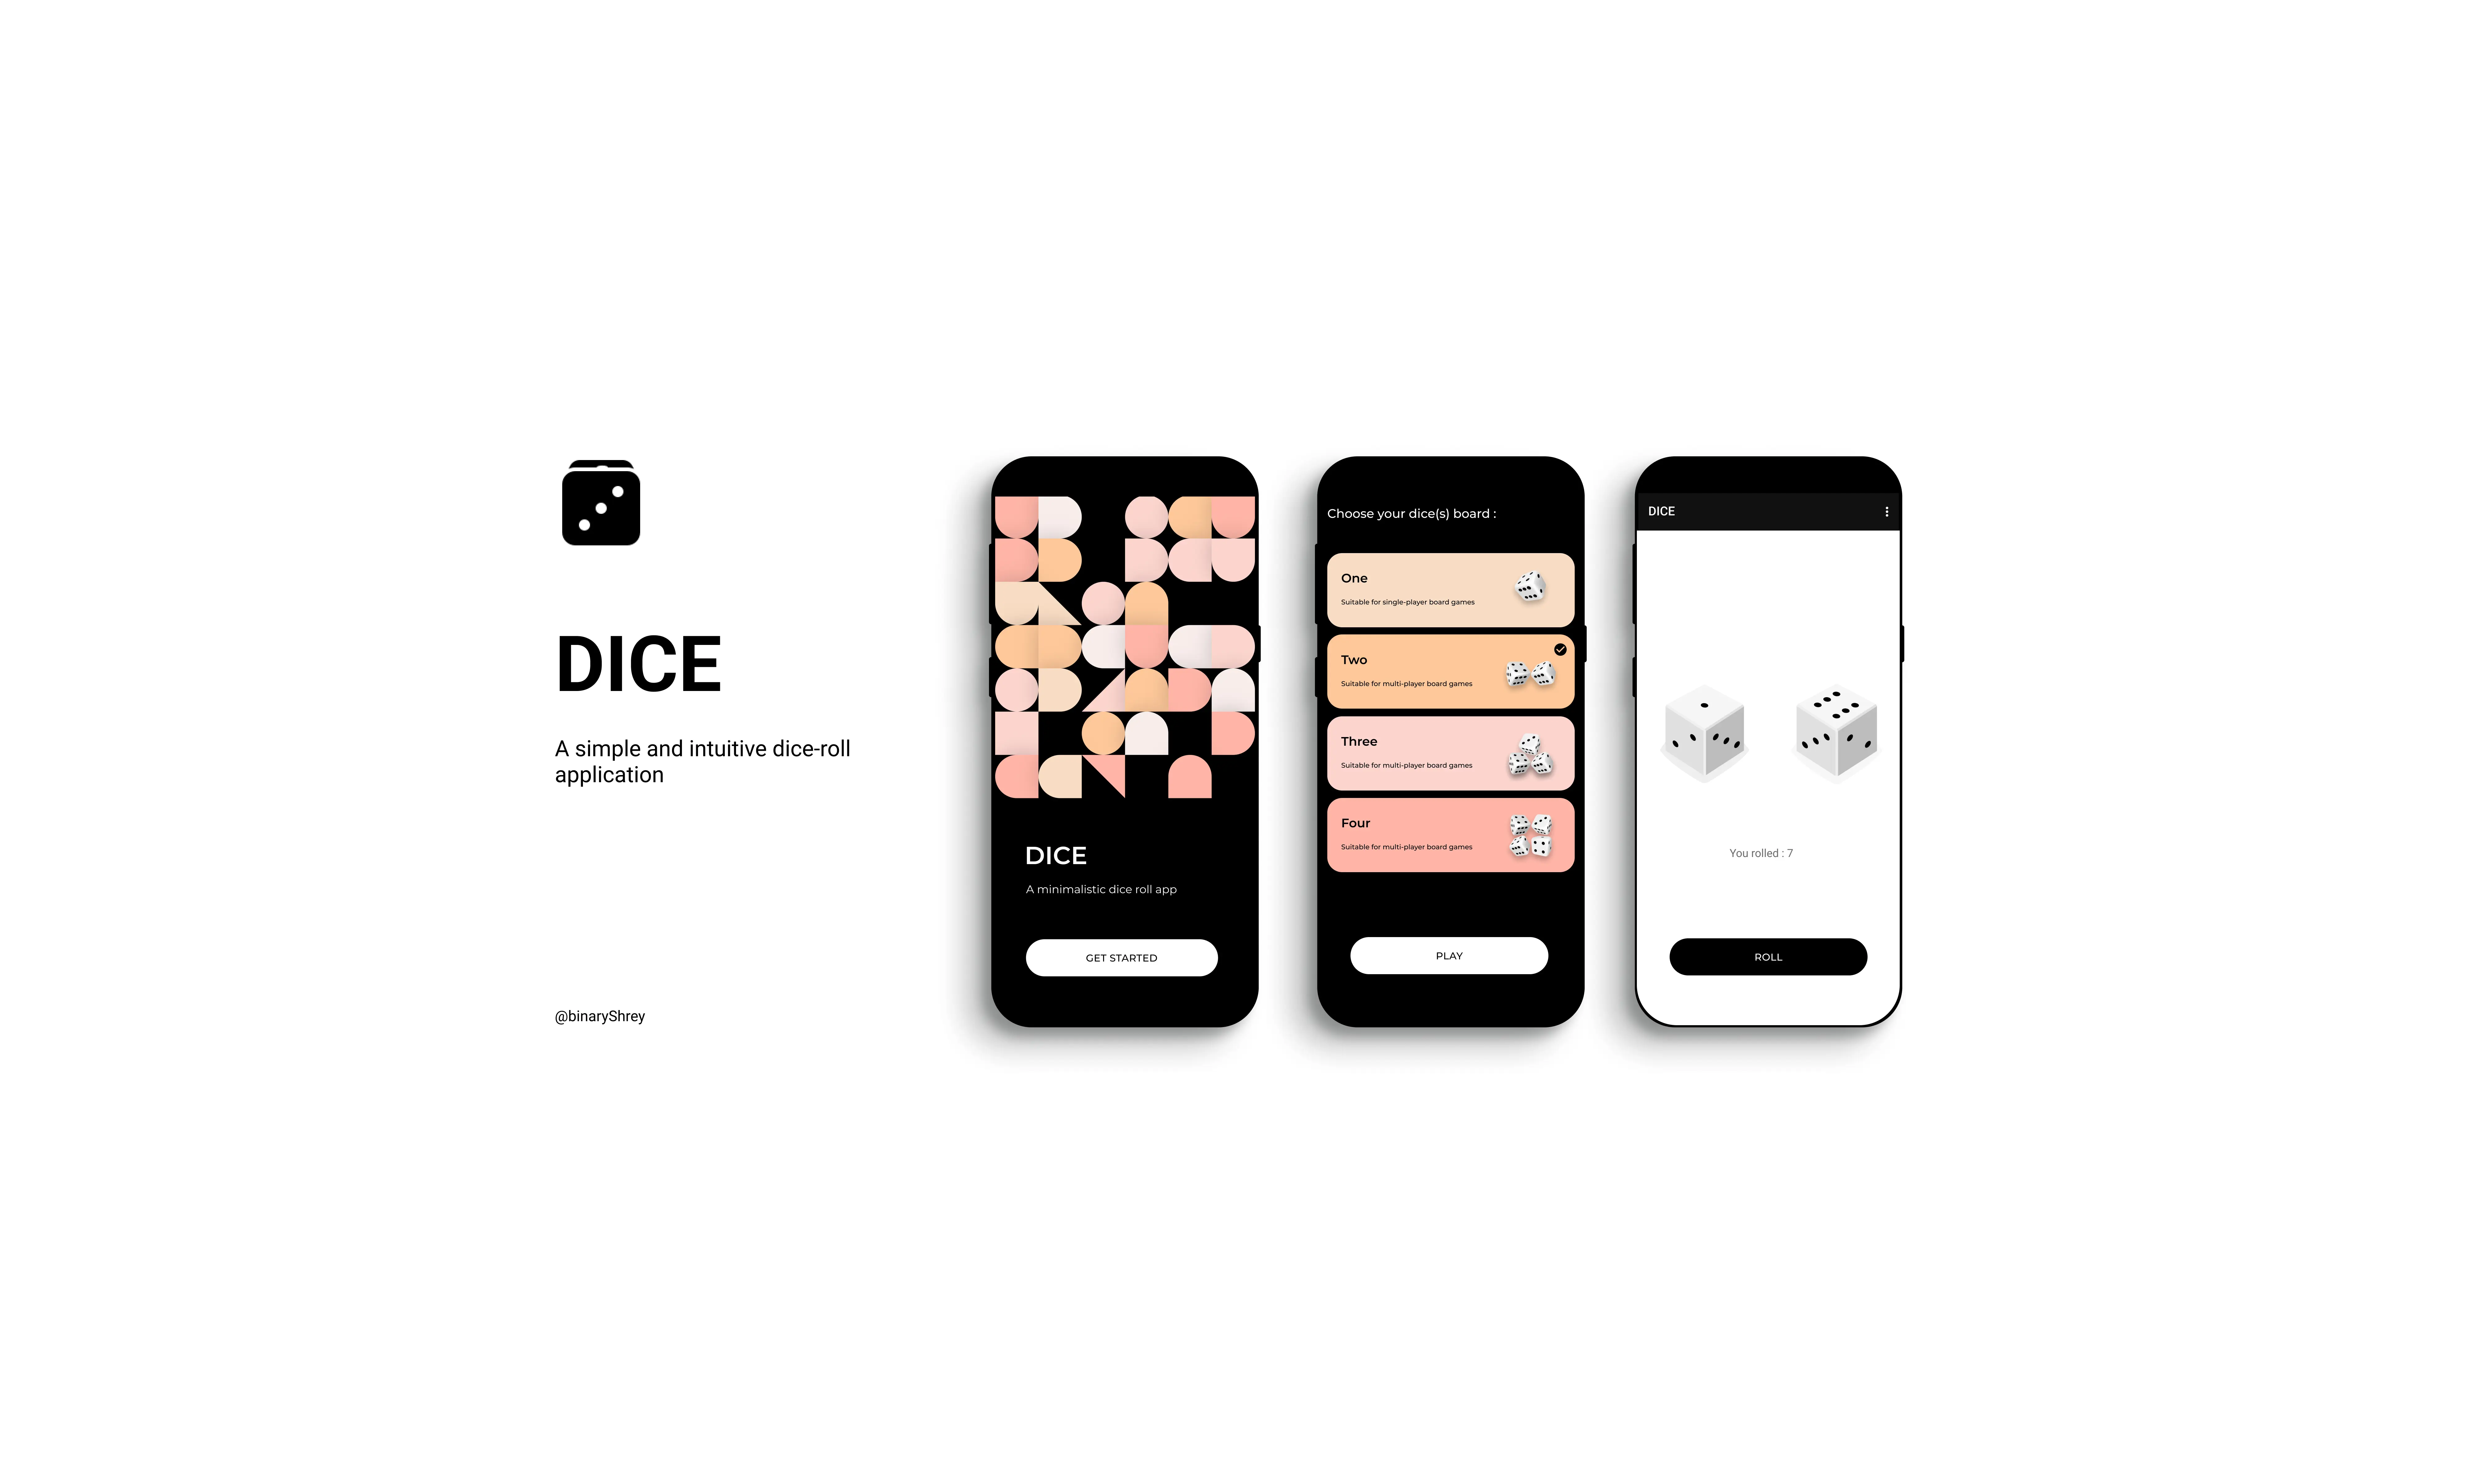 DICE
A simple and intuitive dice-roll
application
@binaryShrey
DICE
A minimalistic dice roll app
GET STARTED
Choose your dice(s) board :
One
Suitable for single-player board games
Two
Suitable for multi-player board games
Three
Suitable for multi-player board games
Four
Suitable for multi-player board games
PLAY
DICE
You rolled : 7
ROLL